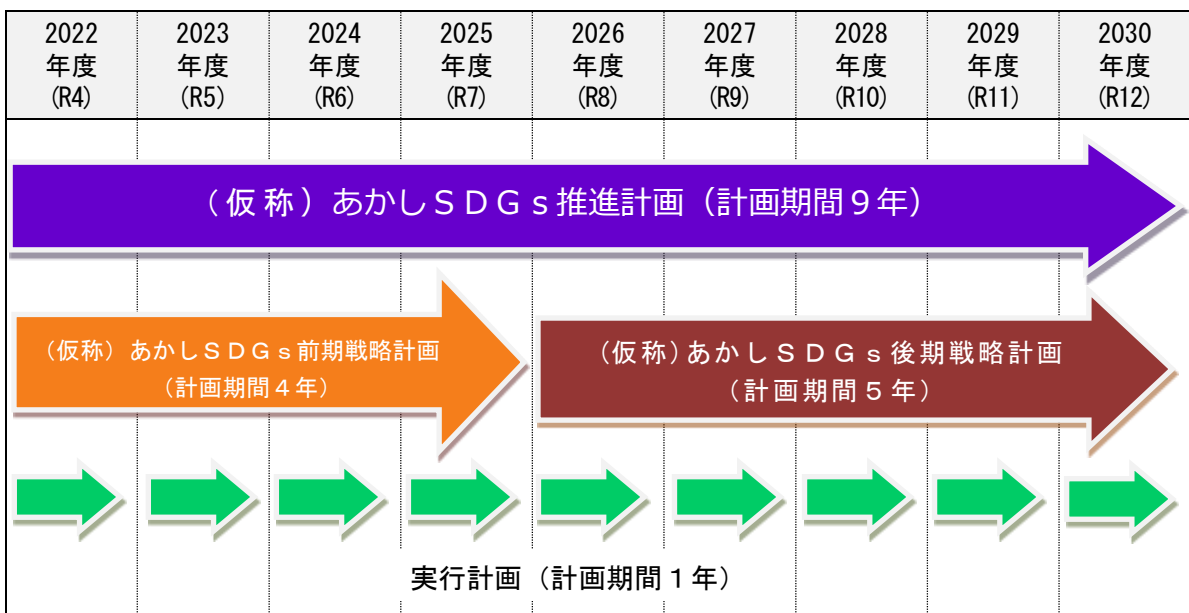 2022 2023 2024 2025 2026 2027 2028 2029 2030
年度 年度 年度 年度 年度 年度 年度 年度 年度
(R4) (R5) (R6) (R7) (R8) (R9) (R10) (R11) (R12)
（仮称）あかしＳＤＧｓ推進計画（計画期間９年）
（仮称）あかしＳＤＧｓ前期戦略計画
（計画期間４年）
（仮称）あかしＳＤＧｓ後期戦略計画
（計画期間５年）
実行計画（計画期間１年）